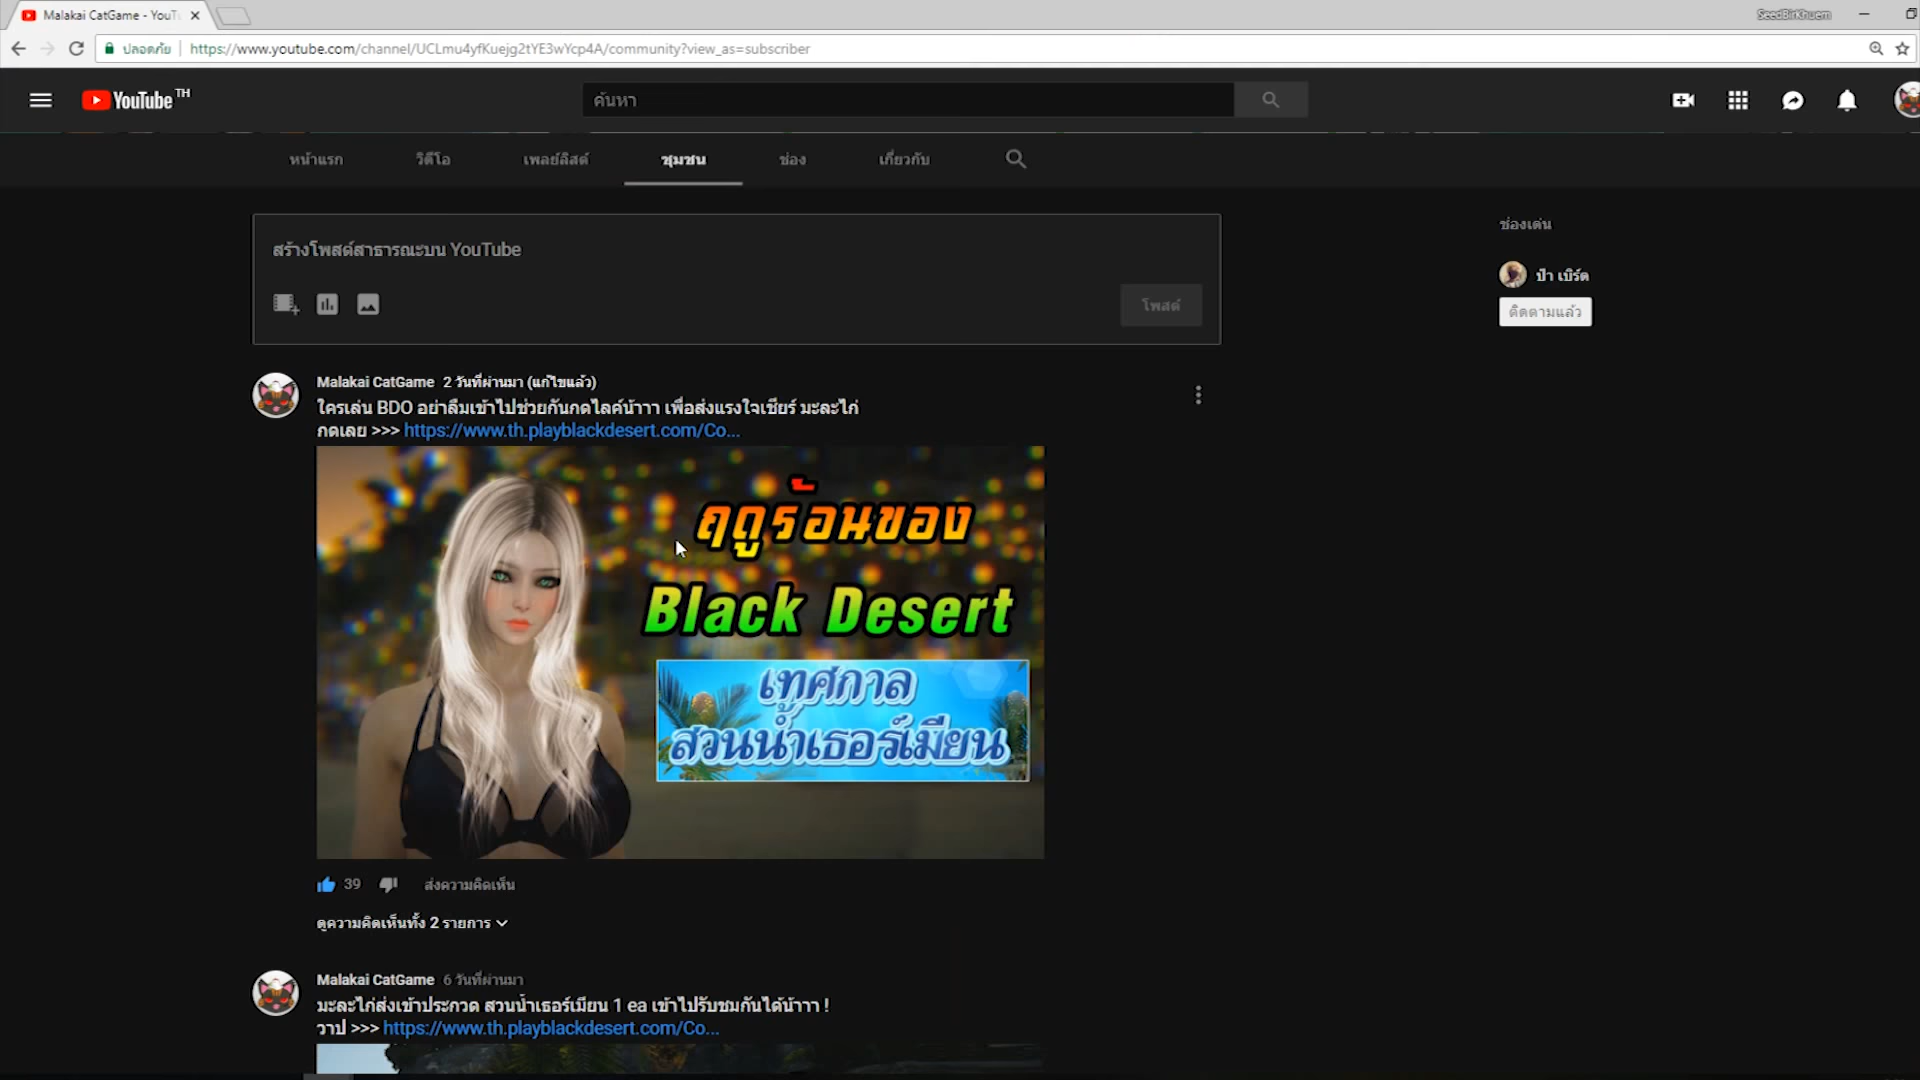 Malakai CatGame - YouTu
SeedBirKhuem
ปลอดภัย
https://www.youtube.com/channel/UCLmu4yfKuejg2tYE3wYcp4A/community?view_as=subscriber
YouTube TH
ค้นหา
หน้าแรก
วิดีโอ
เพลย์ลิสต์
ชุมชน
ช่อง
เกี่ยวกับ
สร้างโพสต์สาธารณะบน YouTube
โพสต์
ช่องเด่น
ป๋า เบิร์ด
ติดตามแล้ว
Malakai CatGame 2 วันที่ผ่านมา (แก้ไขแล้ว)
ใครเล่น BDO อย่าลืมเข้าไปช่วยกันกดไลค์น้าาา เพื่อส่งแรงใจเชียร์ มะละไก่
กดเลย >>> https://www.th.playblackdesert.com/Co...
ฤดูร้อนของ
Black Desert
เทศกาล
สวนน้ำเธอร์เมียน
39
ส่งความคิดเห็น
ดูความคิดเห็นทั้ง 2 รายการ
Malakai CatGame 6 วันที่ผ่านมา
มะละไก่ส่งเข้าประกวด สวนน้ำเธอร์เมียน 1 ea เข้าไปรับชมกันได้น้าาา !
วาป >>> https://www.th.playblackdesert.com/Co...